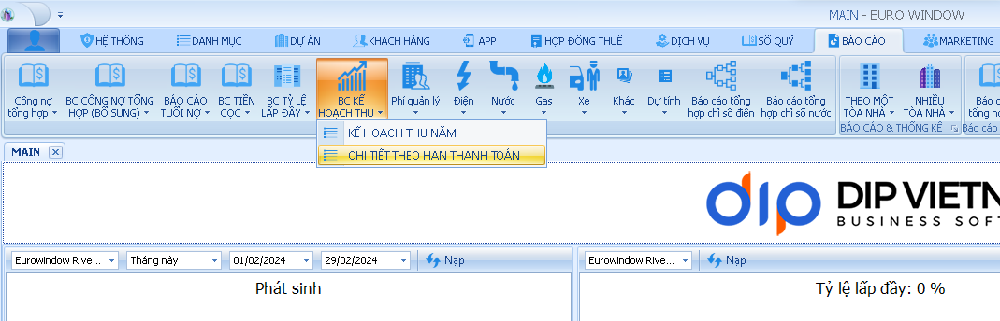 MAIN - EURO WINDOW
HỆ THỐNG DANH MỤC DỰ ÁN KHÁCH HÀNG APP HỢP ĐỒNG THUÊ DỊCH VỤ SỔ QUỸ BÁO CÁO MARKETING
Công nợ tổng hợp
BC CÔNG NỢ TỔNG HỢP (BỔ SUNG)
BÁO CÁO TUỔI NỢ
BC TIỀN CỌC
BC TỶ LỆ LẤP ĐẦY
BC KẾ HOẠCH THU
Phí quản lý
Điện
Nước
Gas
Xe
Khác
Dự tính
Báo cáo tổng hợp chỉ số điện
Báo cáo tổng hợp chỉ số nước
THEO MỘT TÒA NHÀ
NHIỀU TÒA NHÀ
Báo c
tổng h
BÁO CÁO & THỐNG KÊ
Báo cáo
KẾ HOẠCH THU NĂM
CHI TIẾT THEO HẠN THANH TOÁN
MAIN
dip DIP VIETN
BUSINESS SOFT
Eurowindow Rive... Tháng này 01/02/2024 29/02/2024 Nạp
Eurowindow Rive... Nạp
Phát sinh
Tỷ lệ lấp đầy: 0 %